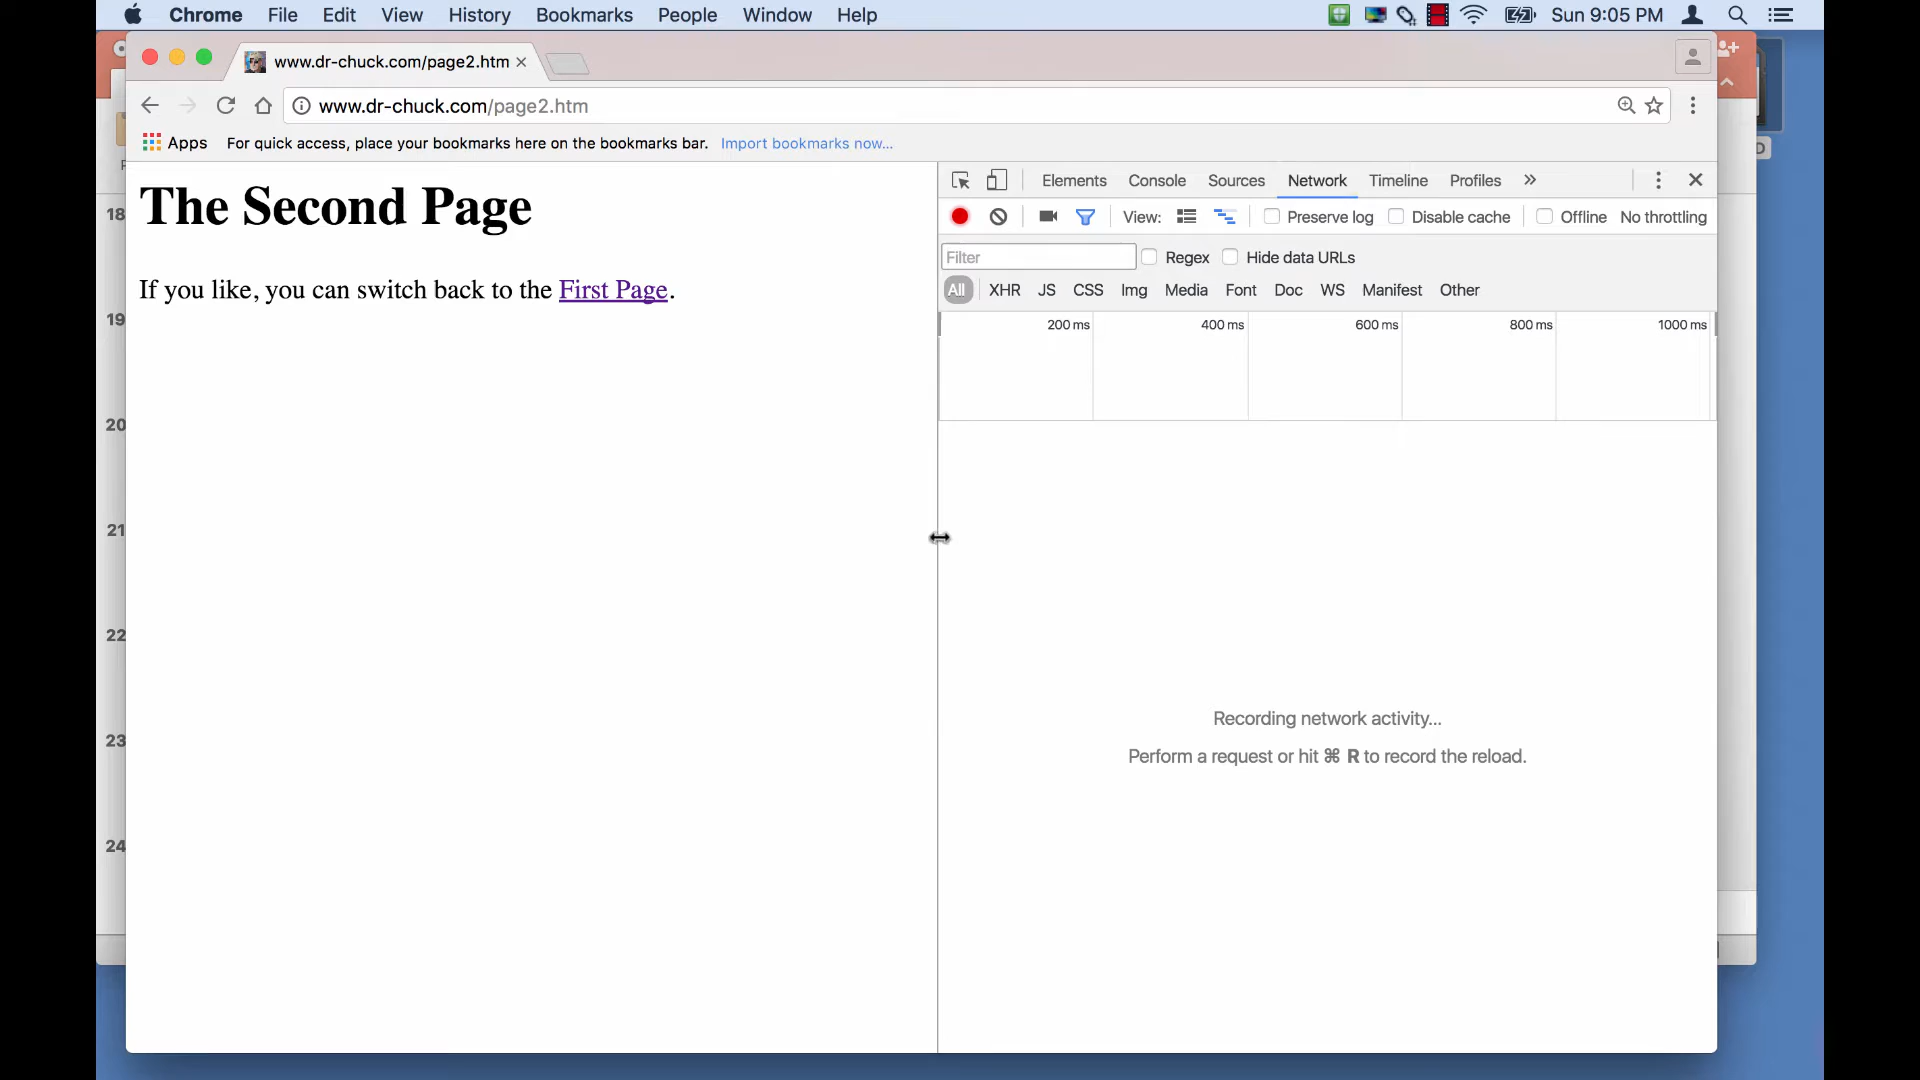 Chrome File Edit View History Bookmarks People Window Help Sun 9:05 PM
www.dr-chuck.com/page2.htm
www.dr-chuck.com/page2.htm
Apps For quick access, place your bookmarks here on the bookmarks bar. Import bookmarks now...
The Second Page
If you like, you can switch back to the First Page.
Elements Console Sources Network Timeline Profiles »
View: Preserve log Disable cache Offline No throttling
Filter Regex Hide data URLs
All XHR JS CSS Img Media Font Doc WS Manifest Other
200 ms 400 ms 600 ms 800 ms 1000 ms
Recording network activity...
Perform a request or hit ⌘ R to record the reload.
18
19
20
21
22
23
24